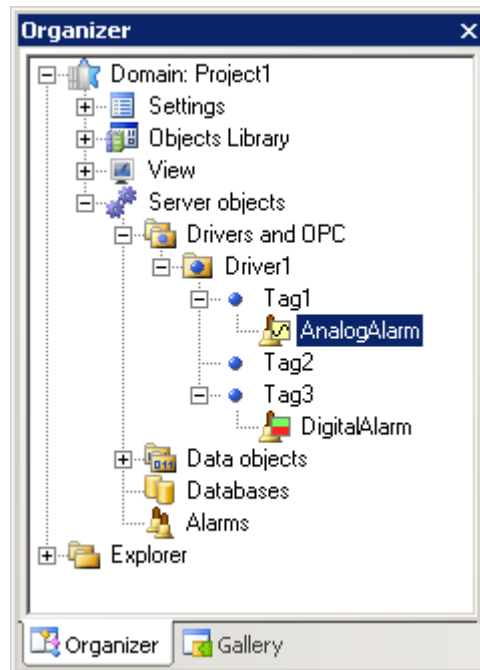 Organizer
Domain: Project1
Settings
Objects Library
View
Server objects
Drivers and OPC
Driver1
Tag1
AnalogAlarm
Tag2
Tag3
DigitalAlarm
Data objects
Databases
Alarms
Explorer
Organizer Gallery